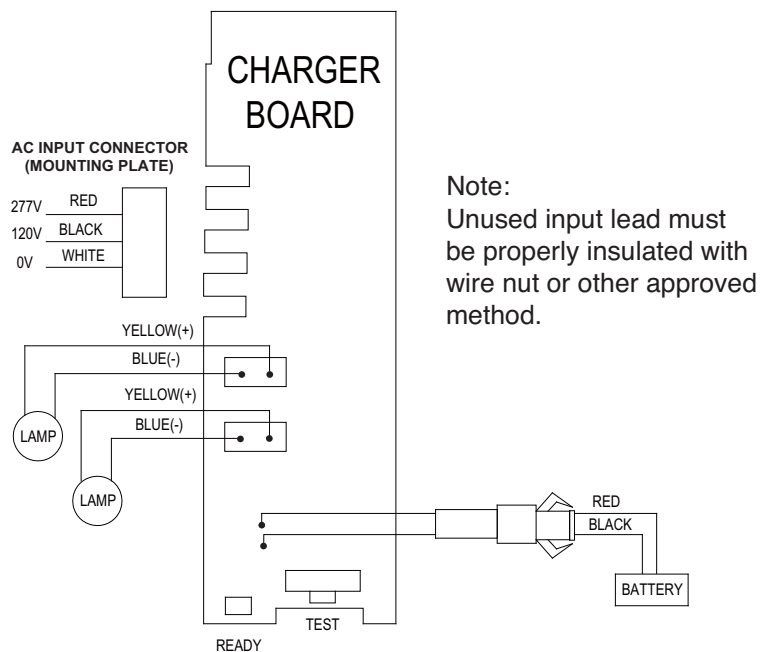 CHARGER
BOARD
AC INPUT CONNECTOR
(MOUNTING PLATE)
277V RED
120V BLACK
0V WHITE
Note:
Unused input lead must
be properly insulated with
wire nut or other approved
method.
YELLOW(+)
BLUE(-)
YELLOW(+)
BLUE(-)
LAMP
LAMP
RED
BLACK
BATTERY
TEST
READY